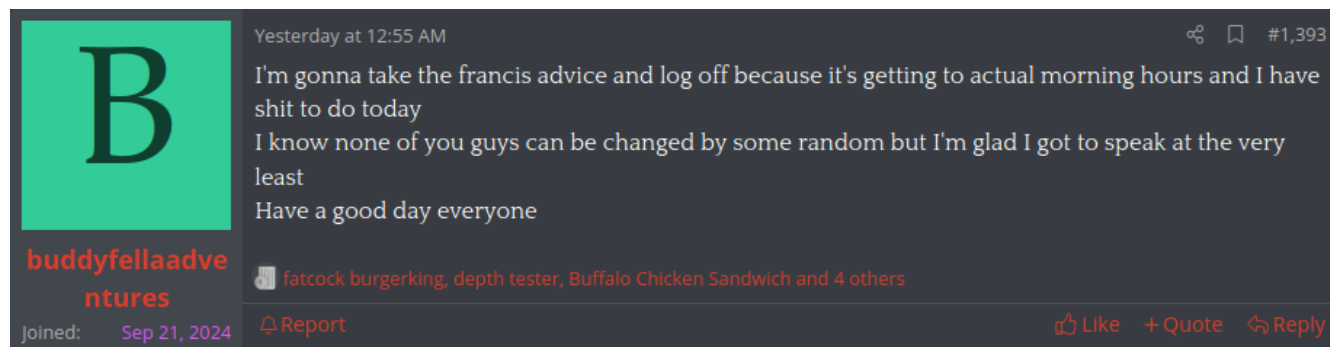 B
buddyfellaadve
ntures
Joined: Sep 21, 2024
Yesterday at 12:55 AM
#1,393
I'm gonna take the francis advice and log off because it's getting to actual morning hours and I have
shit to do today
I know none of you guys can be changed by some random but I'm glad I got to speak at the very
least
Have a good day everyone
fatcock burgerking, depth tester, Buffalo Chicken Sandwich and 4 others
Report Like +Quote Reply